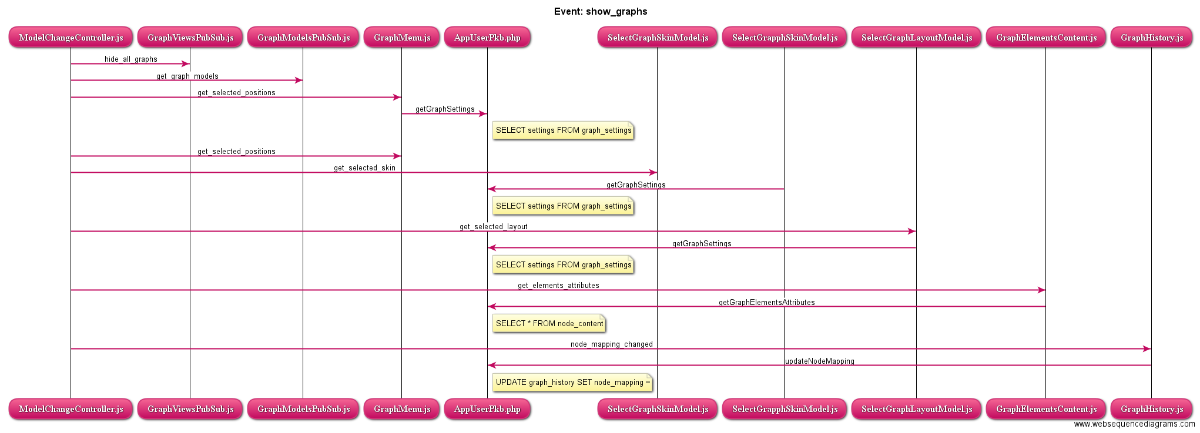 Event: show_graphs
ModelChangeController.js
GraphViewsPubSub.js
GraphModelsPubSub.js
GraphMenu.js
AppUserPkb.php
SelectGraphSkinModel.js
SelectGrapphSkinModel.js
SelectGraphLayoutModel.js
GraphElementsContent.js
GraphHistory.js
hide_all_graphs
get_graph_models
get_selected_positions
getGraphSettings
SELECT settings FROM graph_settings
get_selected_positions
get_selected_skin
getGraphSettings
SELECT settings FROM graph_settings
get_selected_layout
getGraphSettings
SELECT settings FROM graph_settings
get_elements_attributes
getGraphElementsAttributes
SELECT * FROM node_content
node_mapping_changed
updateNodeMapping
UPDATE graph_history SET node_mapping =
ModelChangeController.js
GraphViewsPubSub.js
GraphModelsPubSub.js
GraphMenu.js
AppUserPkb.php
SelectGraphSkinModel.js
SelectGrapphSkinModel.js
SelectGraphLayoutModel.js
GraphElementsContent.js
GraphHistory.js
www.websequencediagrams.com